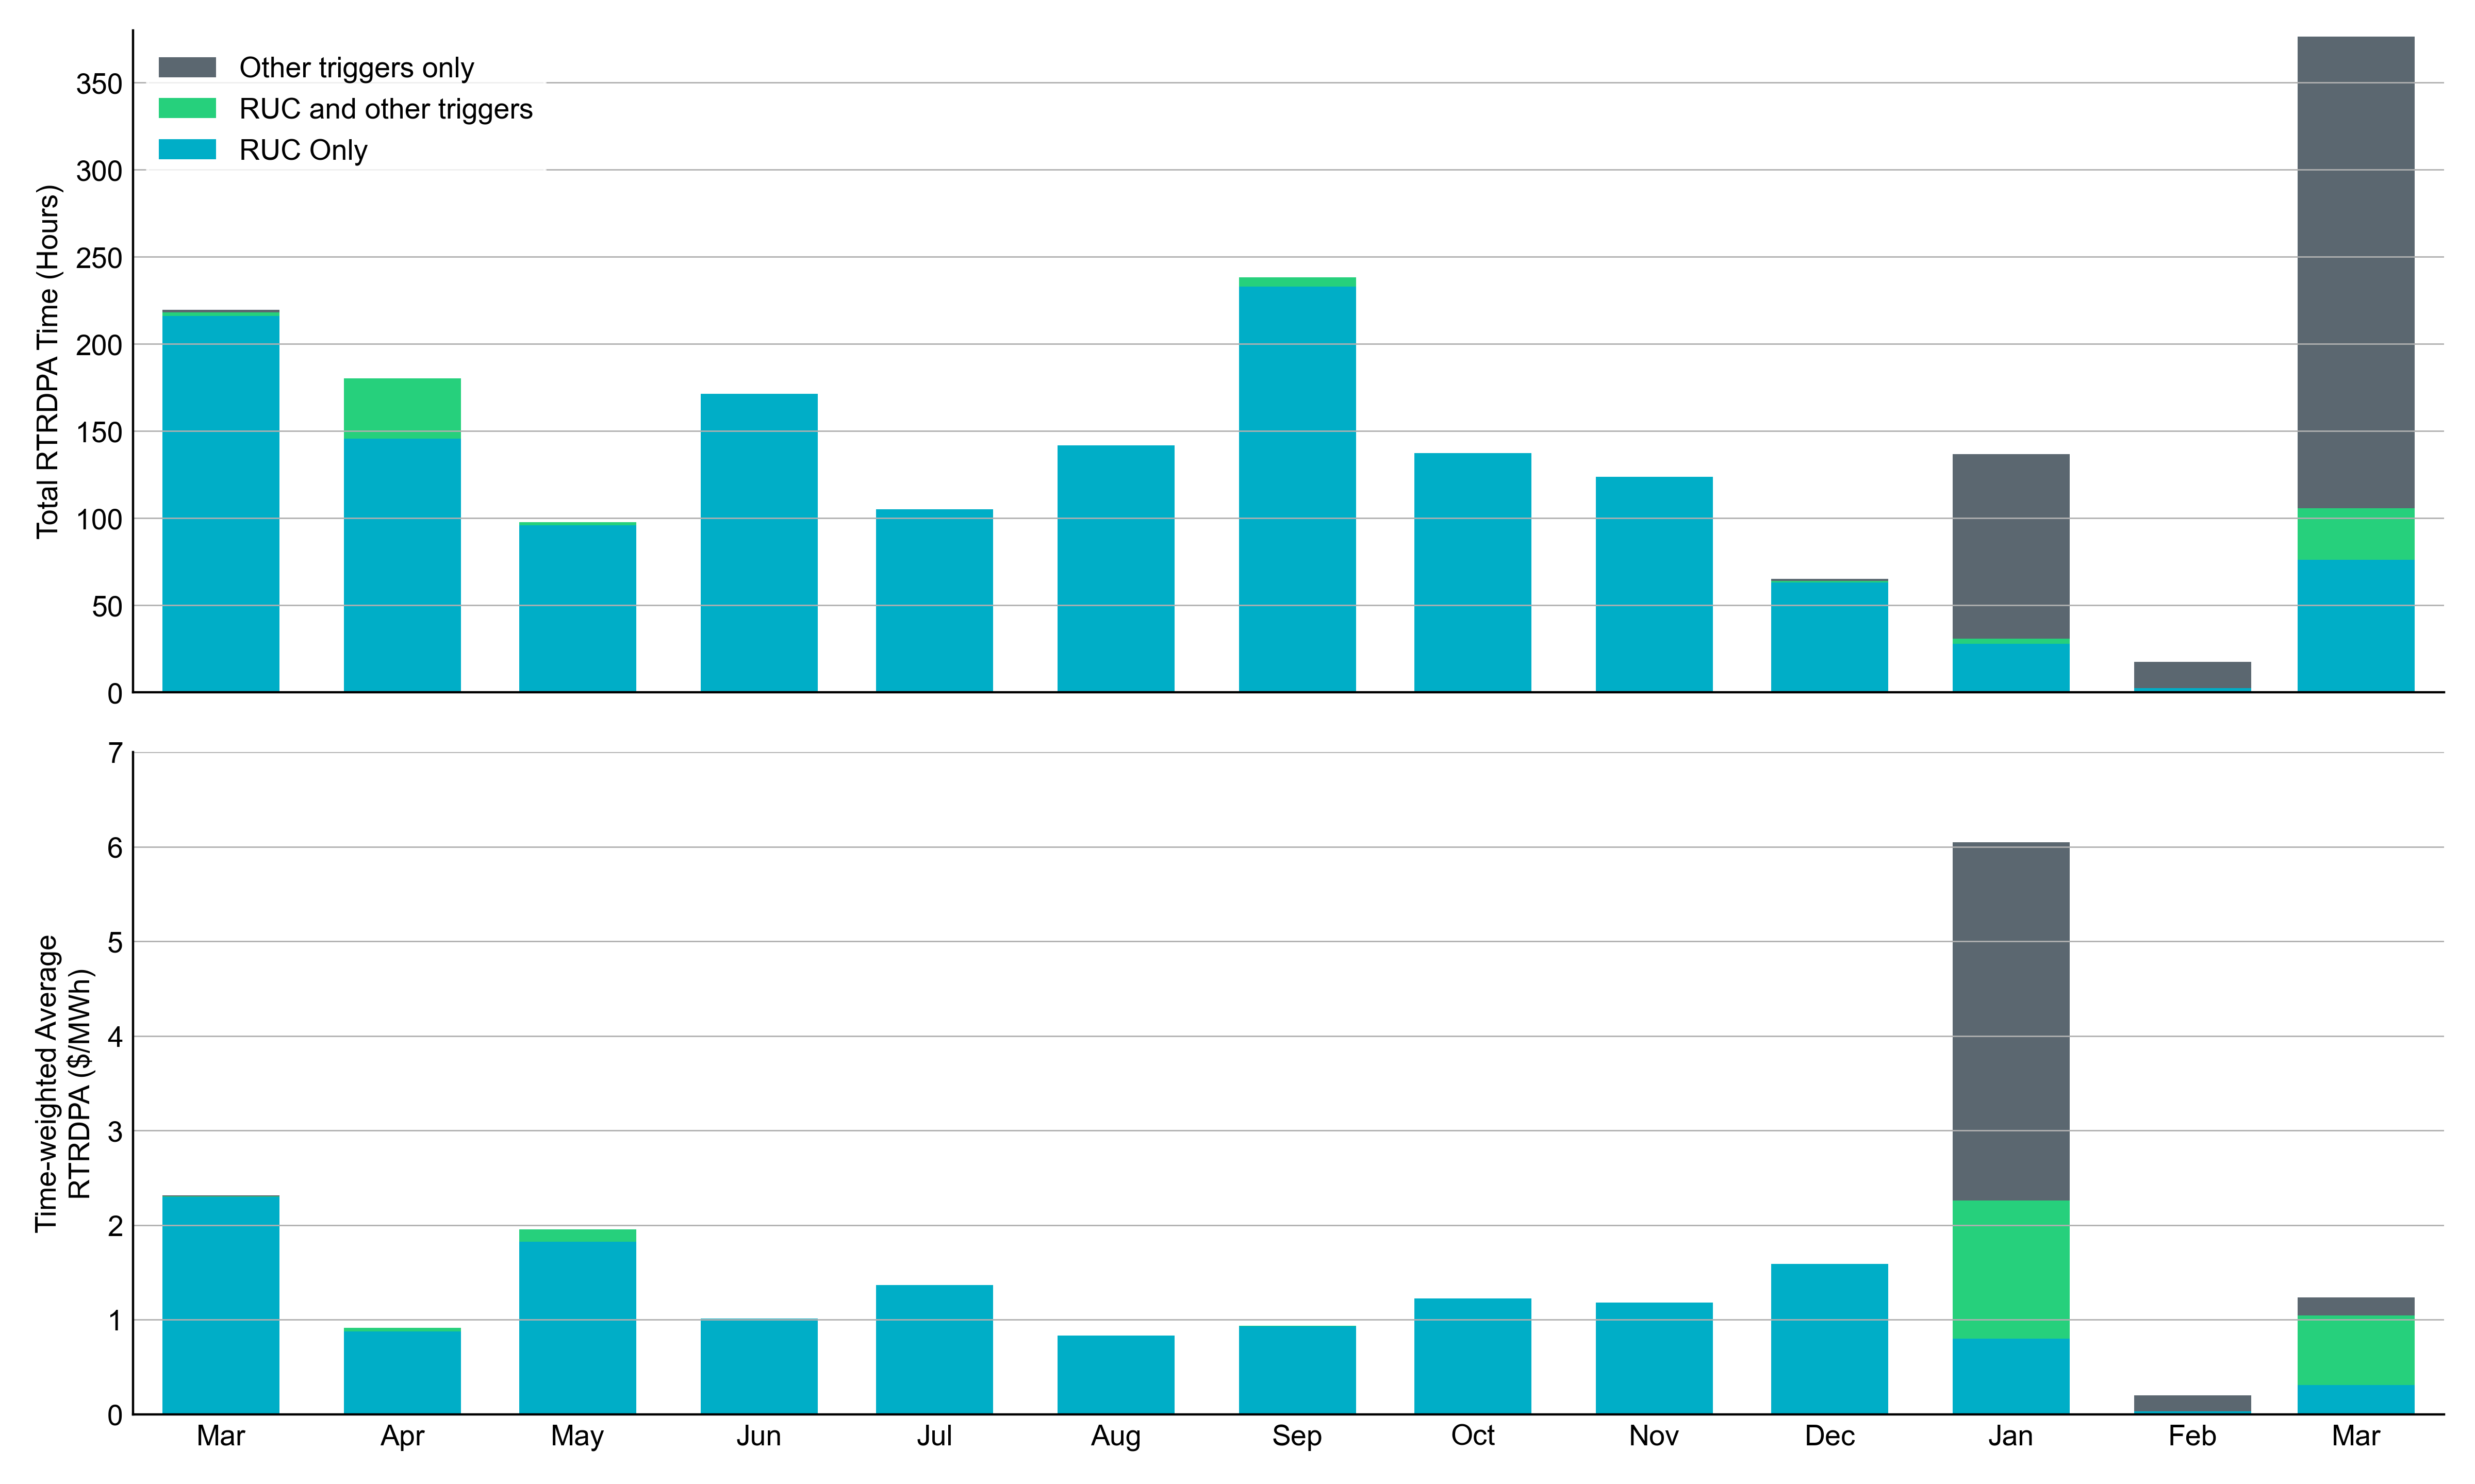 Other triggers only
RUC and other triggers
RUC Only
Total RTRDPA Time (Hours)
350
300
250
200
150
100
50
0
Time-weighted Average
RTRDPA ($/MWh)
7
6
5
4
3
2
1
0
Mar Apr May Jun Jul Aug Sep Oct Nov Dec Jan Feb Mar